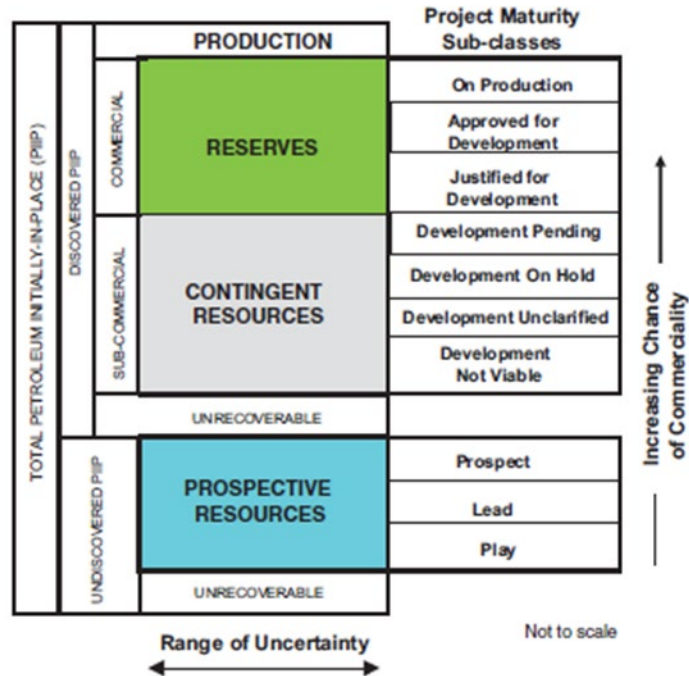 PRODUCTION
Project Maturity
Sub-classes
TOTAL PETROLEUM INITIALLY-IN-PLACE (PIIP)
DISCOVERED PIIP
COMMERCIAL
RESERVES
On Production
Approved for
Development
Justified for
Development
SUB-COMMERCIAL
CONTINGENT
RESOURCES
Development Pending
Development On Hold
Development Unclarified
Development
Not Viable
UNRECOVERABLE
UNDISCOVERED PIIP
PROSPECTIVE
RESOURCES
Prospect
Lead
Play
UNRECOVERABLE
Increasing Chance
of Commerciality
Range of Uncertainty
Not to scale